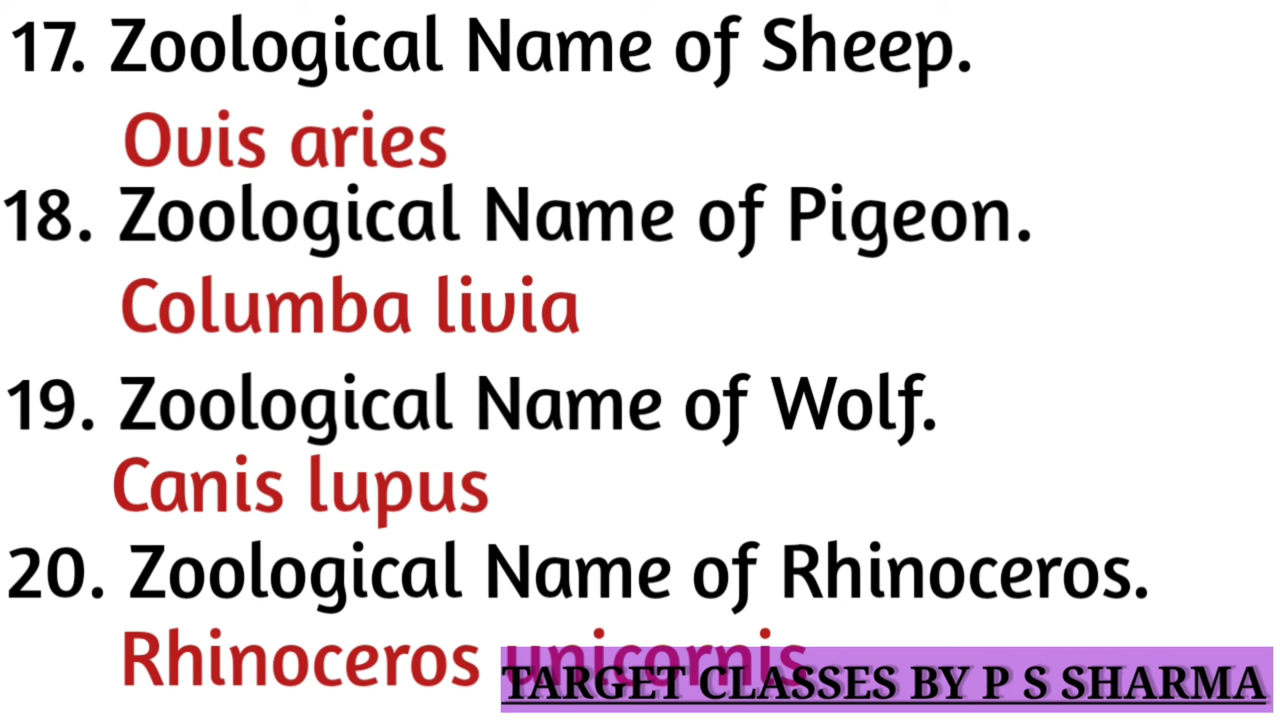 17. Zoological Name of Sheep.
Ovis aries
18. Zoological Name of Pigeon.
Columba livia
19. Zoological Name of Wolf.
Canis lupus
20. Zoological Name of Rhinoceros.
Rhinoceros unicornis
TARGET CLASSES BY P S SHARMA